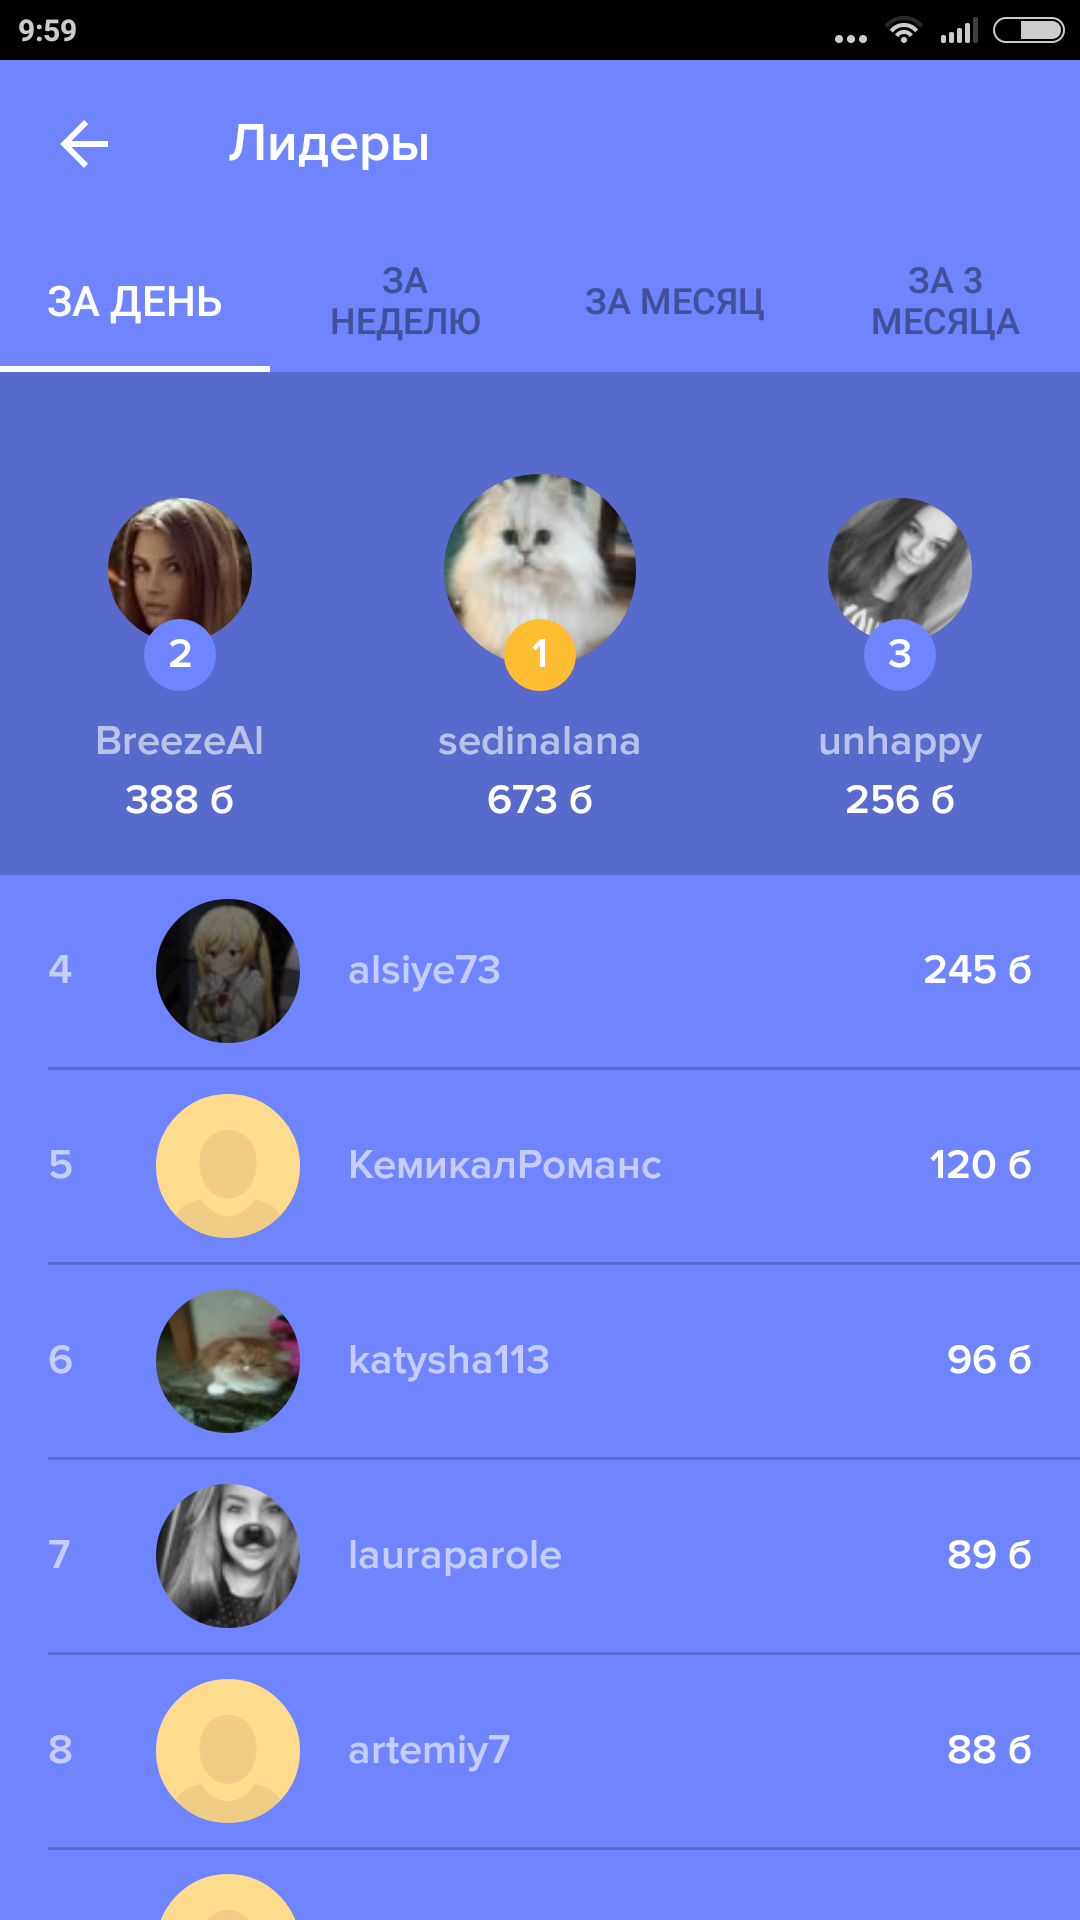 9:59
Лидеры
ЗА ДЕНЬ
ЗА
НЕДЕЛЮ
ЗА МЕСЯЦ
ЗА 3
МЕСЯЦА
2
1
3
BreezeAl
sedinalana
unhappy
388 б
673 б
256 б
4 alsiye73 245 б
5 КемикалРоманс 120 б
6 katysha113 96 б
7 lauraparole 89 б
8 artemiy7 88 б